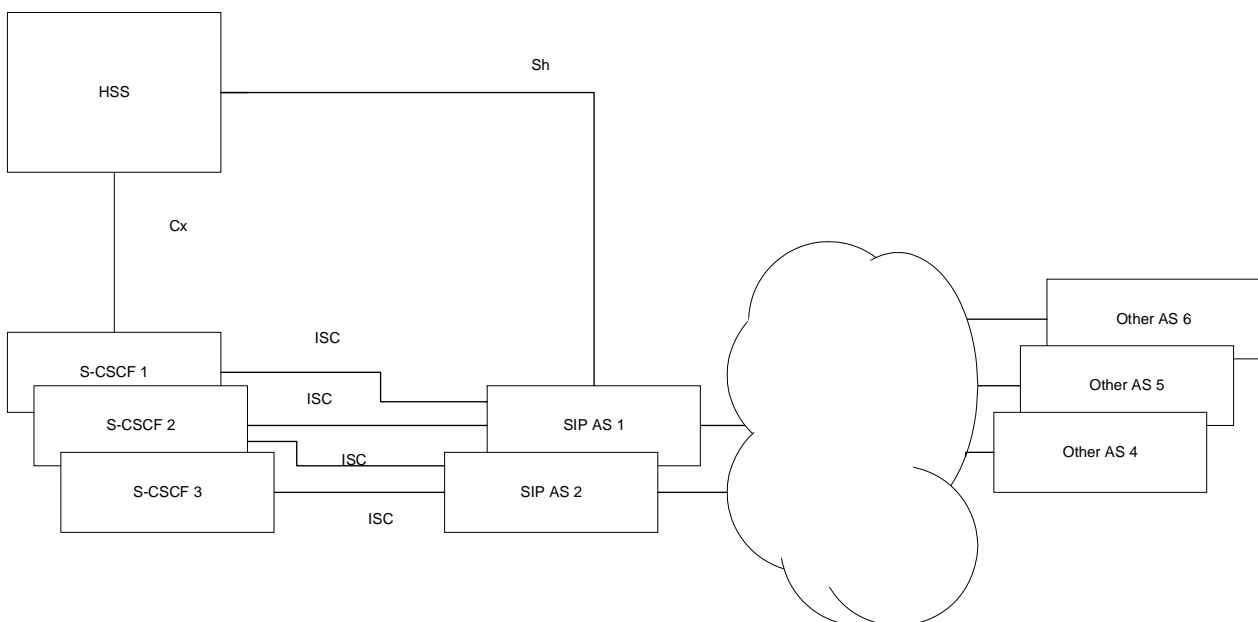 Sh
HSS
Cx
ISC
S-CSCF 1
ISC
S-CSCF 2
ISC
S-CSCF 3
ISC
SIP AS 1
SIP AS 2
Other AS 6
Other AS 5
Other AS 4